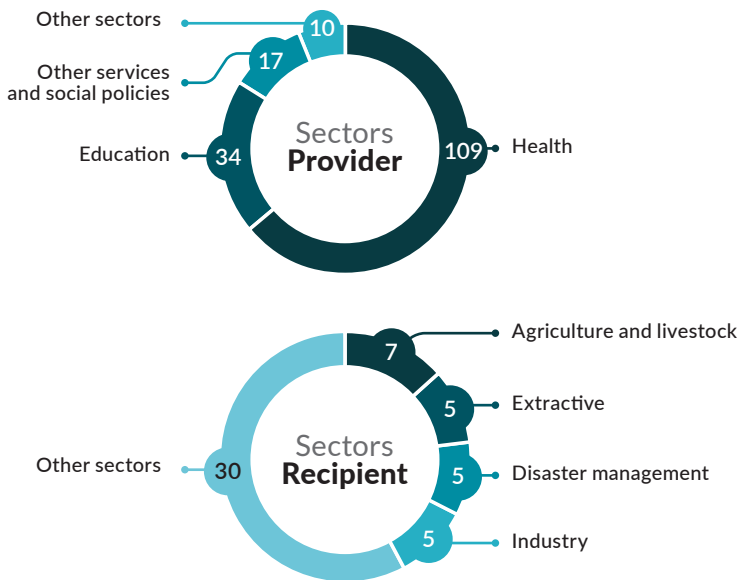 Other sectors
10
17
Other services
and social policies
Sectors
Provider
Education
34
109
Health
7
Agriculture and livestock
5
Extractive
Sectors
Recipient
Other sectors
30
5
Disaster management
5
Industry